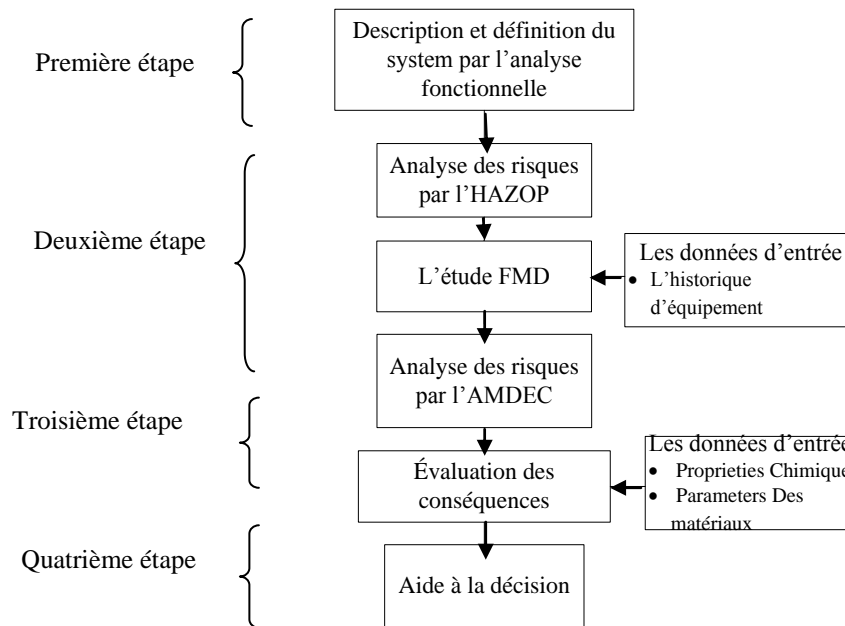 Première étape
Description et définition du
system par l'analyse
fonctionnelle
Deuxième étape
Analyse des risques
par l'HAZOP
L'étude FMD
Les données d'entrée
• L'historique
d'équipement
Analyse des risques
par l'AMDEC
Troisième étape
Évaluation des
conséquences
Les données d'entrée
• Proprieties Chimique
• Parameters Des
matériaux
Quatrième étape
Aide à la décision